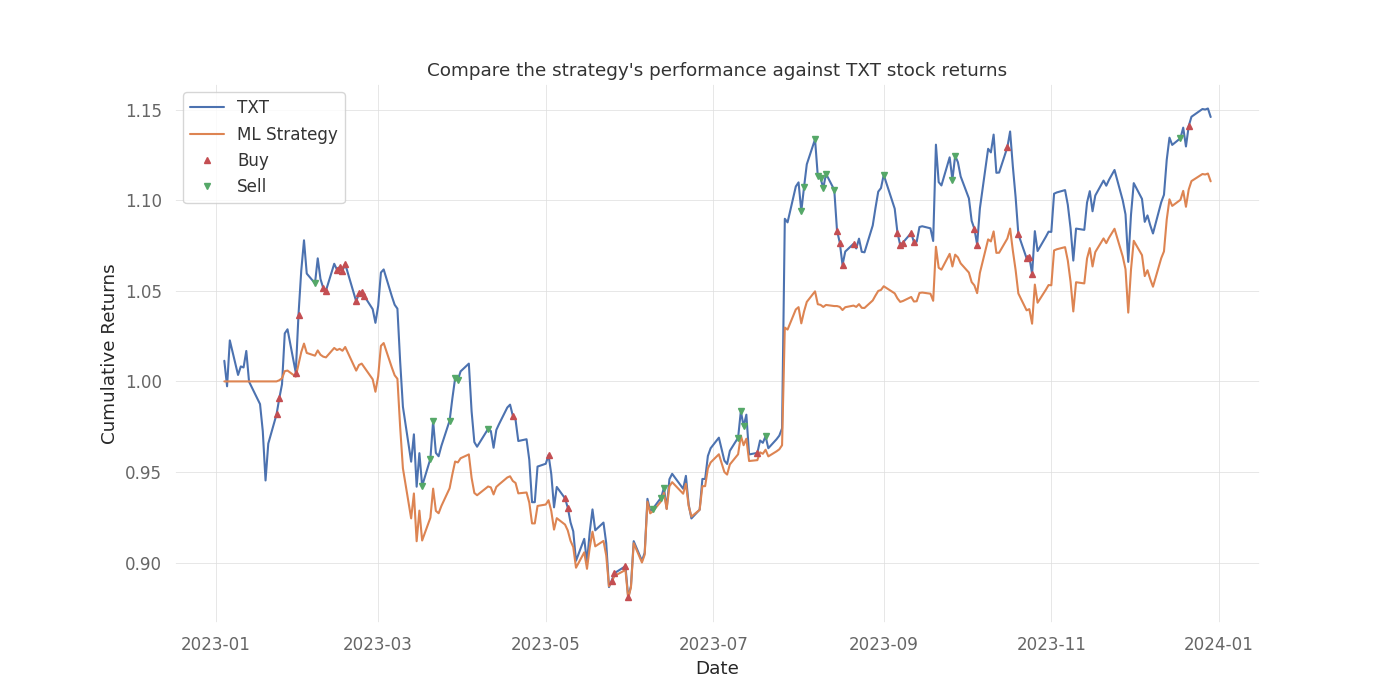 Compare the strategy's performance against TXT stock returns
TXT
ML Strategy
Buy
Sell
Cumulative Returns
1.15
1.10
1.05
1.00
0.95
0.90
2023-01
2023-03
2023-05
2023-07
2023-09
2023-11
2024-01
Date